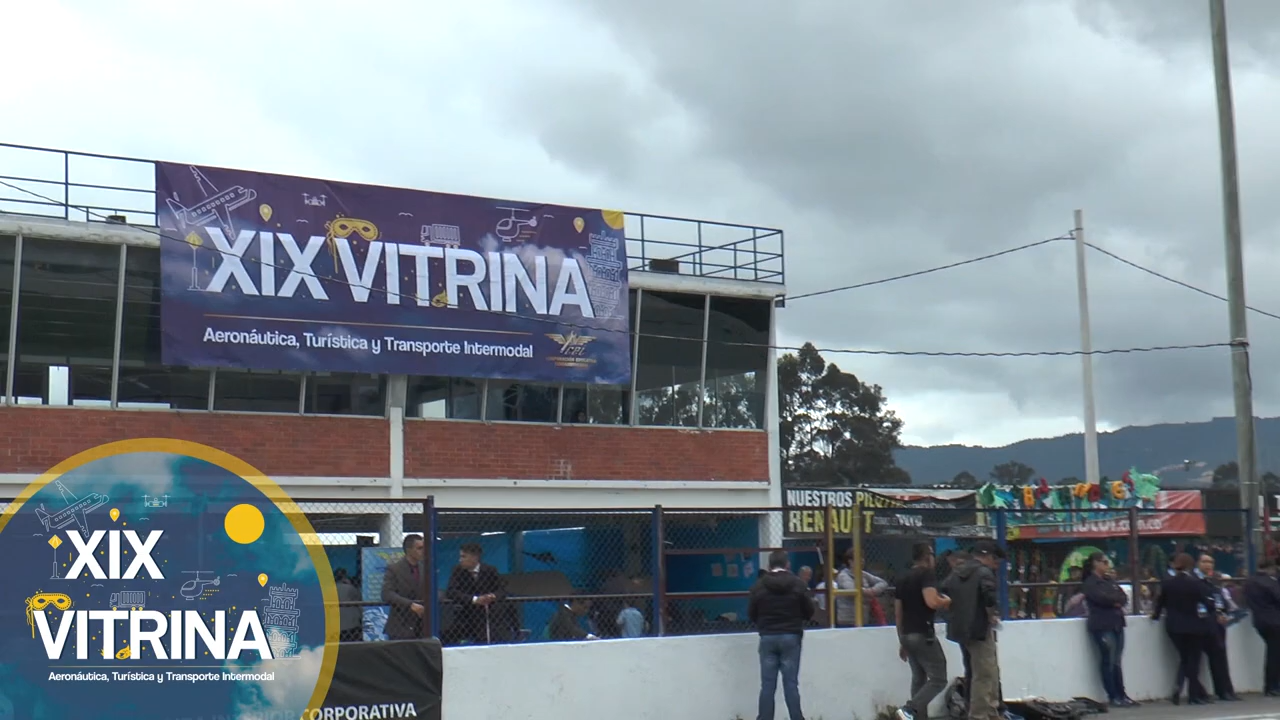 XIX VITRINA
Aeronáutica, Turística y Transporte Intermodal
NUESTROS PILOTOS
RENAULT
XIX
VITRINA
Aeronáutica, Turística y Transporte Intermodal
CORPORATIVA